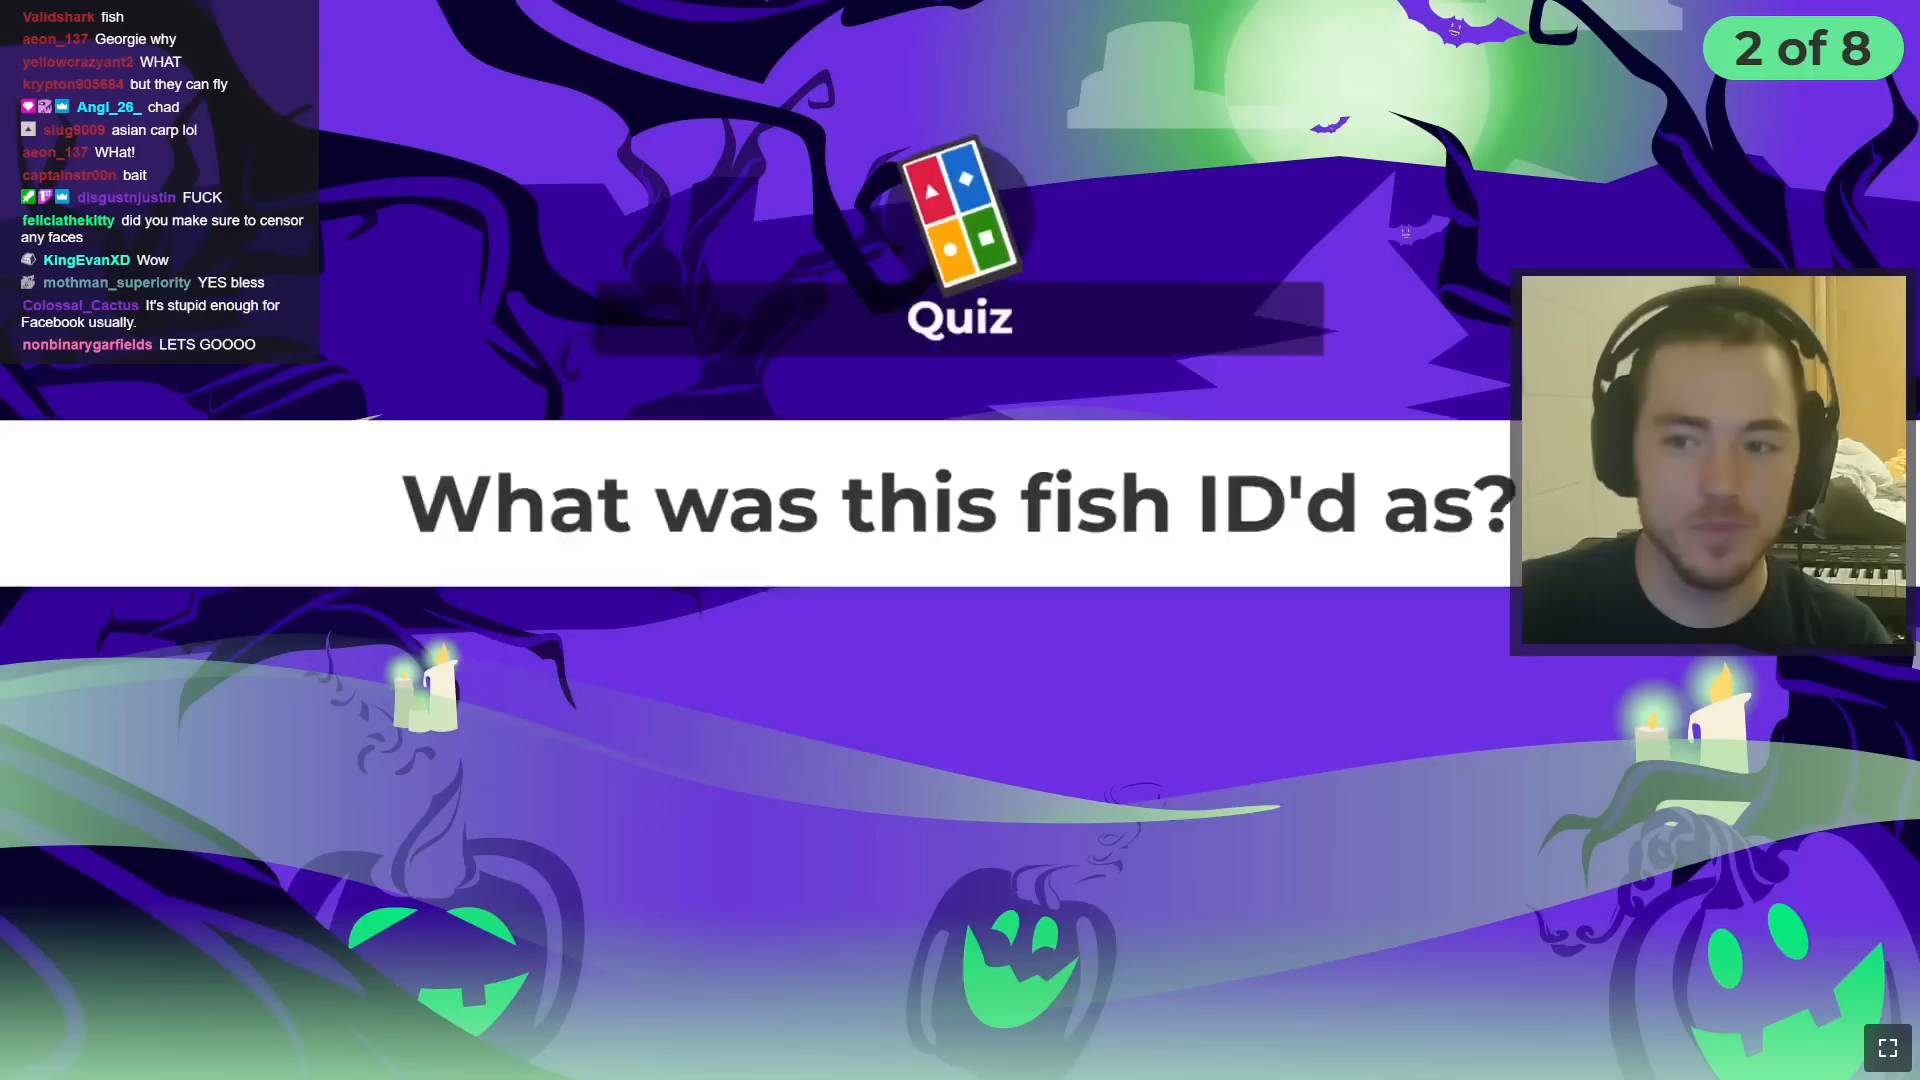 Validshark fish
aeon_137 Georgie why
yellowcrazyant2 WHAT
krypton905684 but they can fly
Angi_26_ chad
slug9009 asian carp lol
aeon_137 WHat!
captainstr00n bait
disgustnjustin FUCK
feliciathekitty did you make sure to censor
any faces
KingEvanXD Wow
mothman_superiority YES bless
Colossal_Cactus It's stupid enough for
Facebook usually.
nonbinarygarfields LETS GOOOO
2 of 8
Quiz
What was this fish ID'd as?